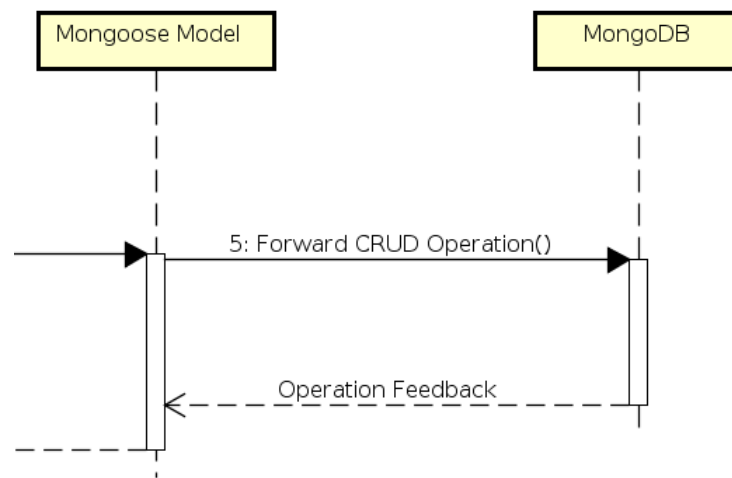 Mongoose Model
MongoDB
5: Forward CRUD Operation()
Operation Feedback